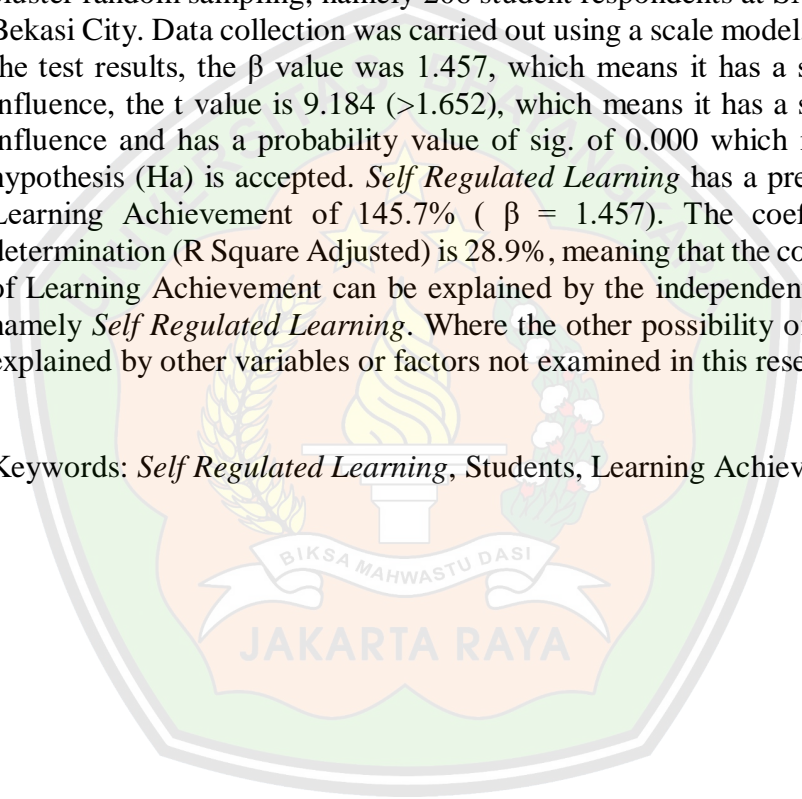 cluster random sampling, namely student respondents at
Bekasi City. Data collection was carried out using a scale model
the test results, the β value was 1.457, which means it has a s
influence, the t value is 9.184 (>1.652), which means it has a s
influence and has a probability value of sig. of 0.000 which
hypothesis (Ha) is accepted. Self Regulated Learning has a pre
Learning Achievement of 145.7% ( β = 1.457). The coef
determination (R Square Adjusted) is 28.9%, meaning that the co
of Learning Achievement can be explained by the independen
namely Self Regulated Learning. Where the other possibility o
explained by other variables or factors not examined in this rese
Keywords: Self Regulated Learning, Students, Learning Achiev
UNIVERSITAS BHAYANGKARA
BIKSA MAHWASTU DASI
JAKARTA RAYA